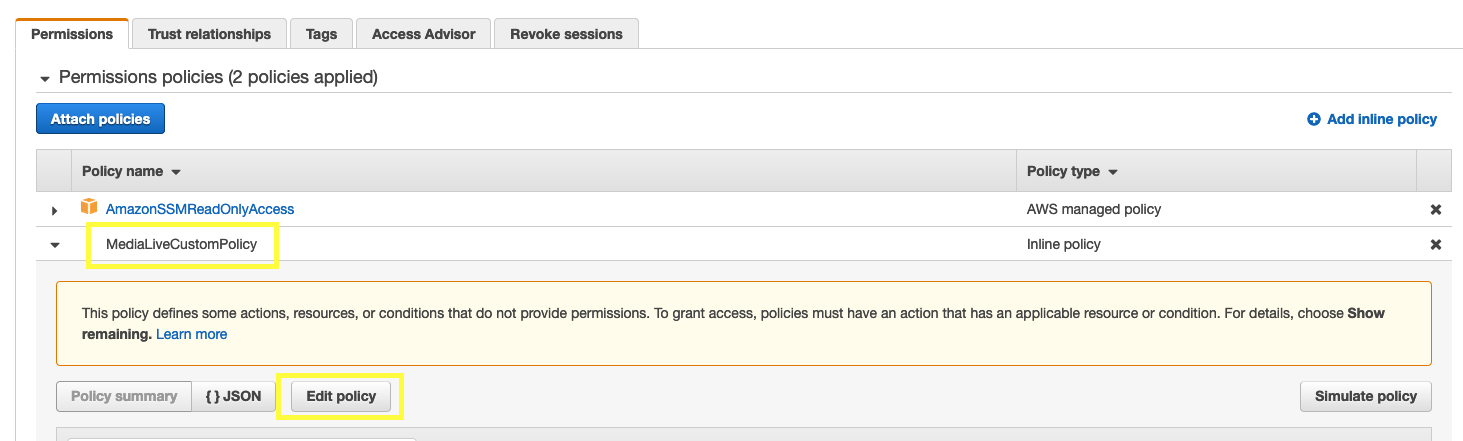 Permissions Trust relationships Tags Access Advisor Revoke sessions
Permissions policies (2 policies applied)
Attach policies Add inline policy
Policy name Policy type
AmazonSSMReadOnlyAccess AWS managed policy
MediaLiveCustomPolicy Inline policy
This policy defines some actions, resources, or conditions that do not provide permissions. To grant access, policies must have an action that has an applicable resource or condition. For details, choose Show
remaining. Learn more
Policy summary { } JSON Edit policy Simulate policy